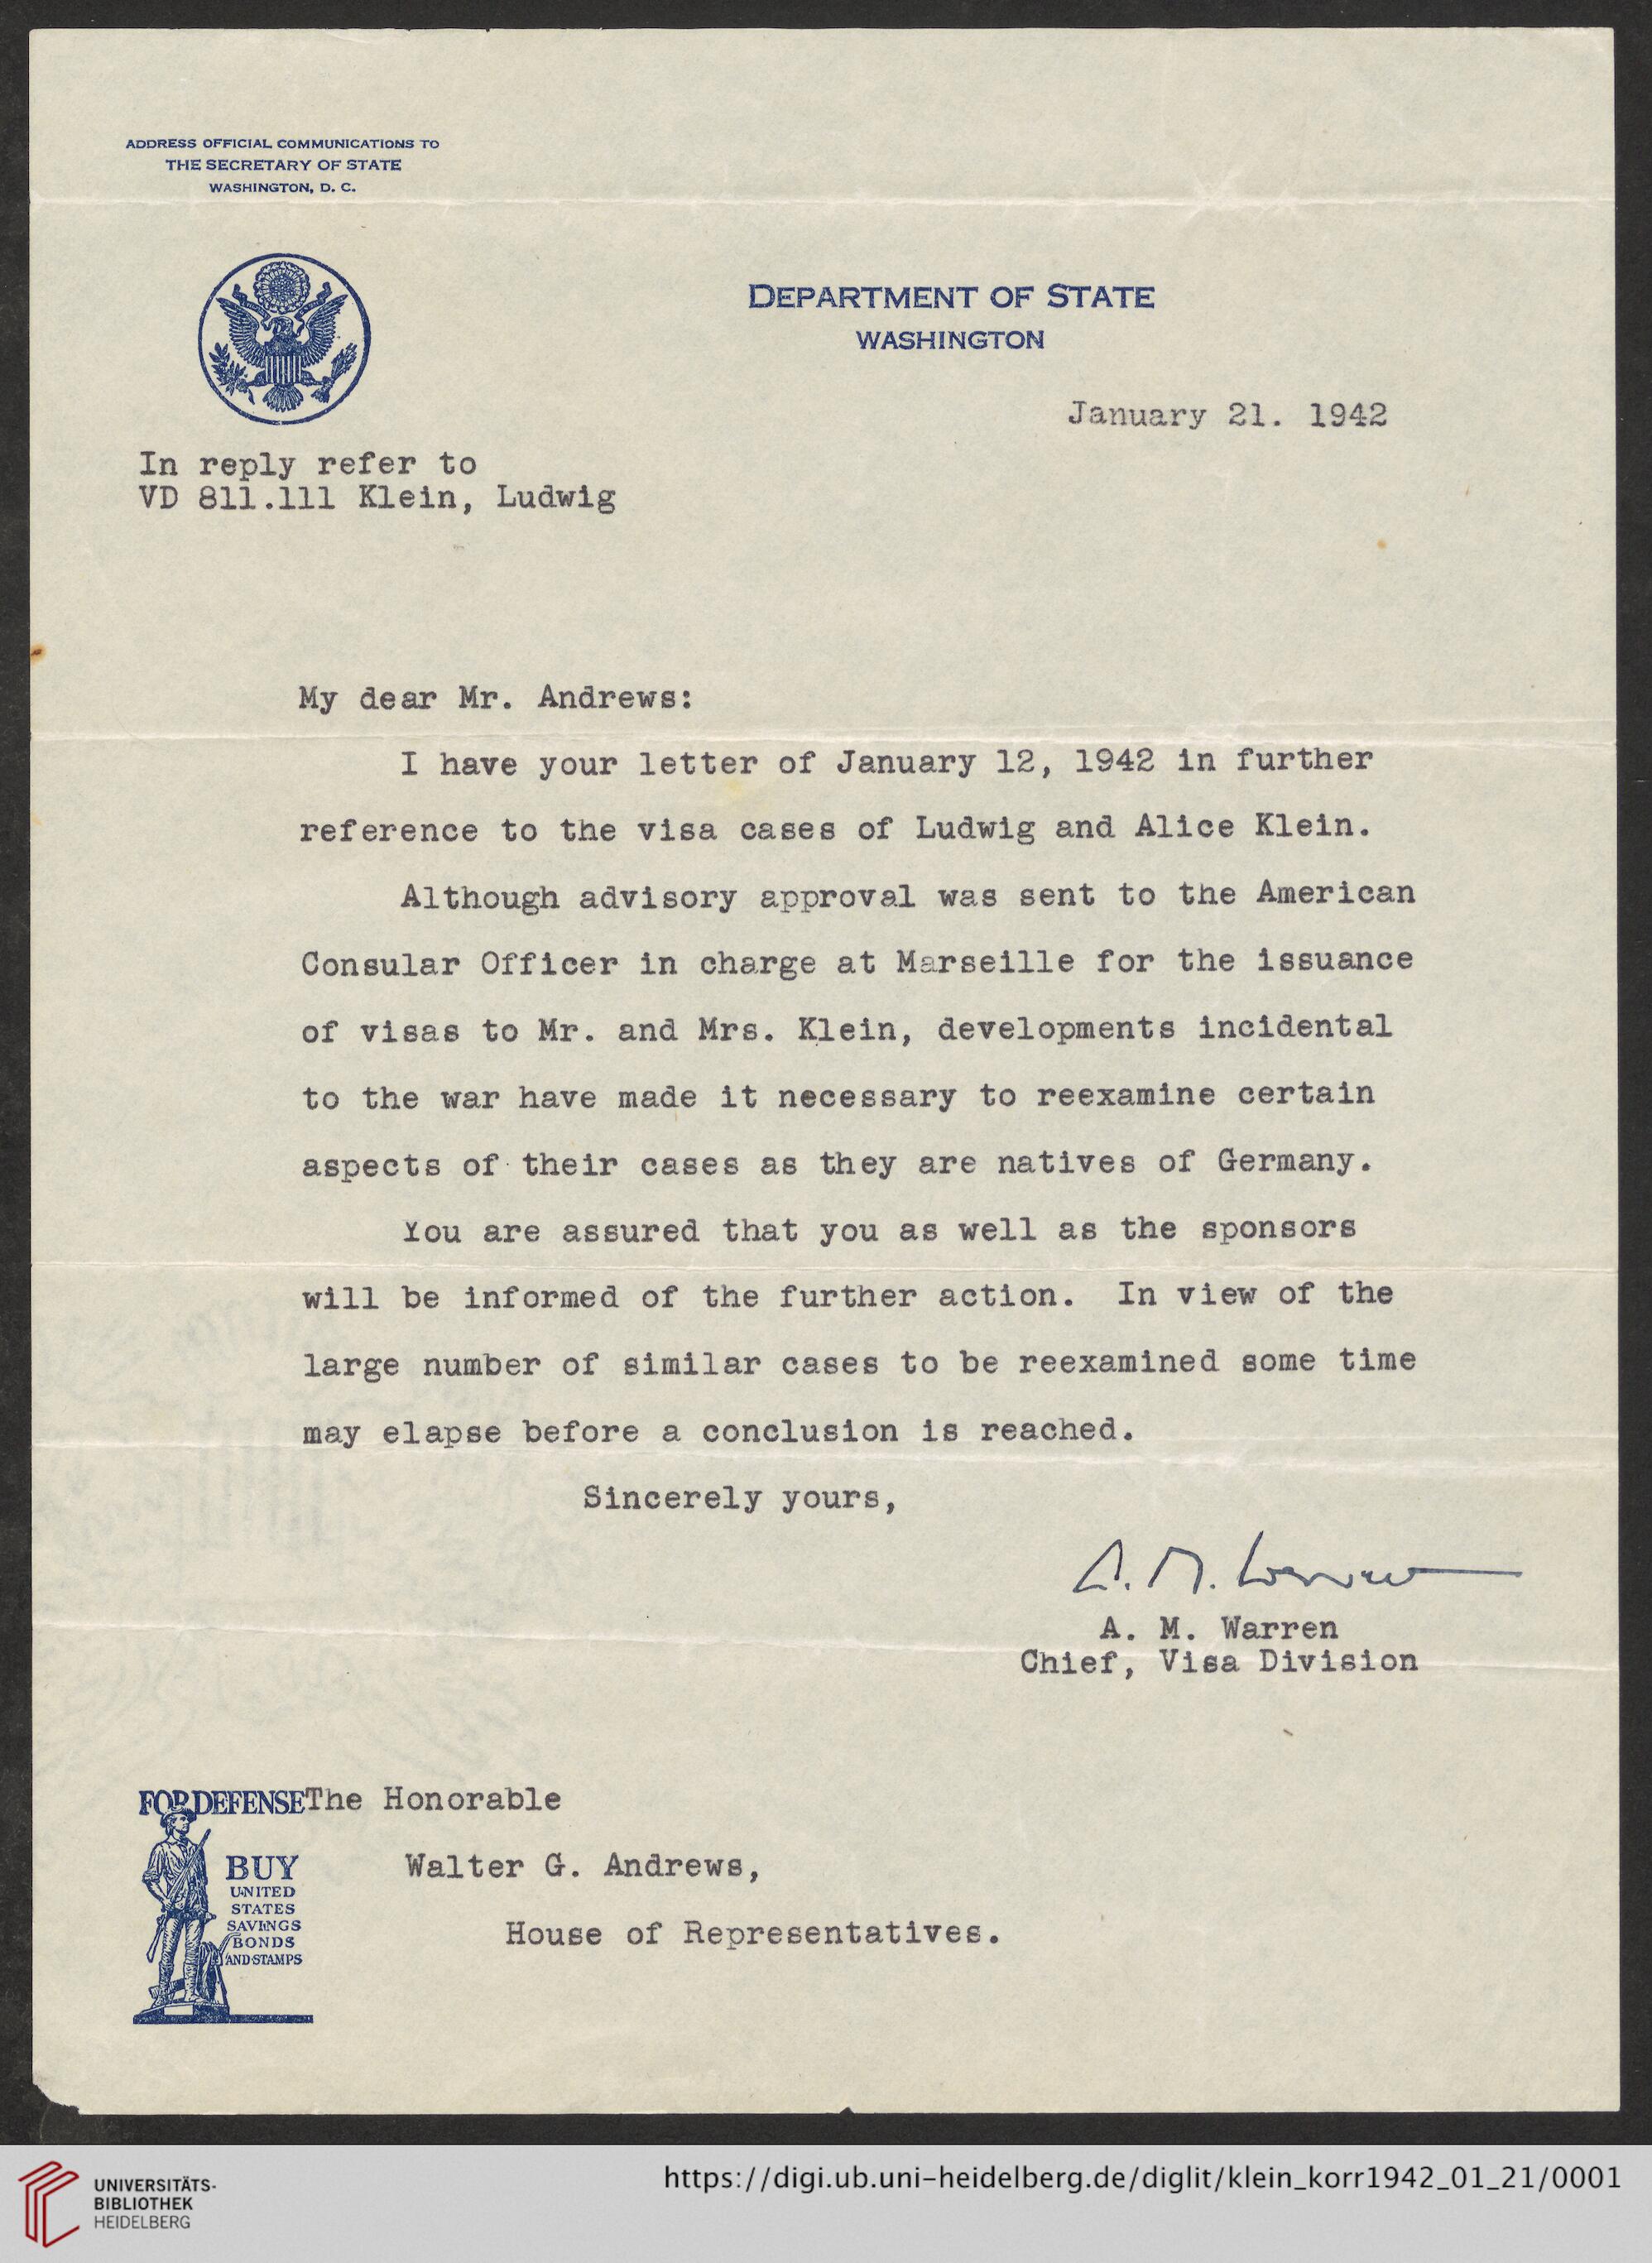 ADDRESS OFFICIAL COMMUNICATIONS TO
THE SECRETARY OF STATE
WASHINGTON, D. C.
DEPARTMENT OF STATE
WASHINGTON
January 21. 1942
In reply refer to
VD 811.111 Klein, Ludwig
My dear Mr. Andrews:
I have your letter of January 12, 1942 in further
reference to the visa cases of Ludwig and Alice Klein.
Although advisory approval was sent to the American
Consular Officer in charge at Marseille for the issuance
of visas to Mr. and Mrs. Klein, developments incidental
to the war have made it necessary to reexamine certain
aspects of their cases as they are natives of Germany.
You are assured that you as well as the sponsors
will be informed of the further action. In view of the
large number of similar cases to be reexamined some time
may elapse before a conclusion is reached.
Sincerely yours,
A. M. Warren
A. M. Warren
Chief, Visa Division
FOR DEFENSE
BUY
UNITED
STATES
SAVINGS
BONDS
AND STAMPS
The Honorable
Walter G. Andrews,
House of Representatives.
UNIVERSITÄTS-
BIBLIOTHEK
HEIDELBERG
https://digi.ub.uni-heidelberg.de/diglit/klein_korr1942_01_21/0001